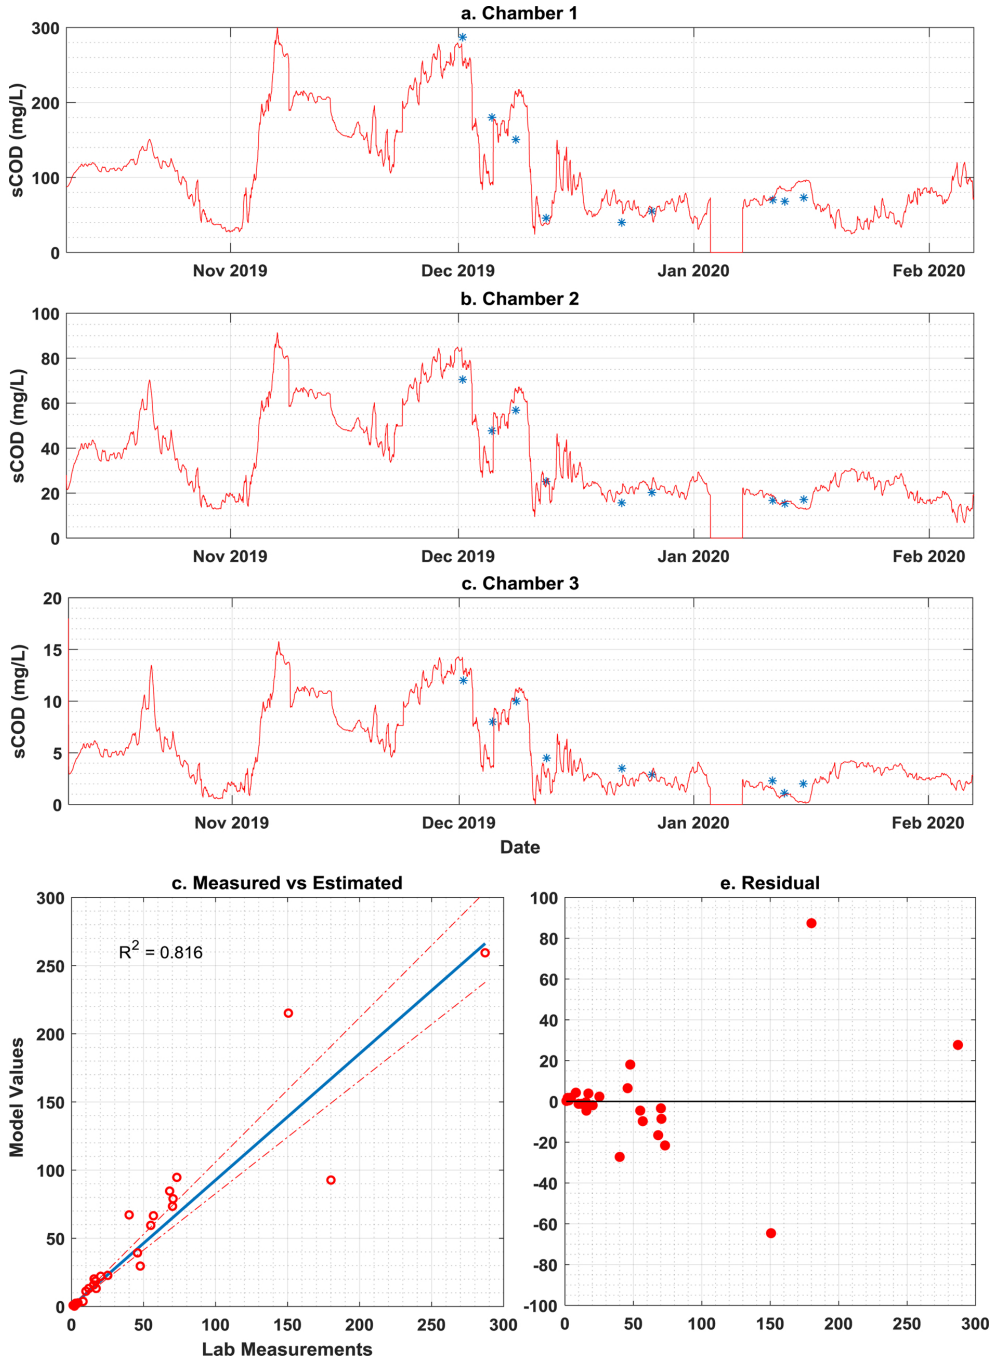 a. Chamber 1
300
200
100
0
sCOD (mg/L)
Nov 2019 Dec 2019 Jan 2020 Feb 2020
b. Chamber 2
100
80
60
40
20
0
sCOD (mg/L)
Nov 2019 Dec 2019 Jan 2020 Feb 2020
c. Chamber 3
20
15
10
5
0
sCOD (mg/L)
Nov 2019 Dec 2019 Jan 2020 Feb 2020
Date
c. Measured vs Estimated
R² = 0.816
300
250
200
150
100
50
0
Model Values
0 50 100 150 200 250 300
Lab Measurements
e. Residual
100
80
60
40
20
0
-20
-40
-60
-80
-100
0 50 100 150 200 250 300